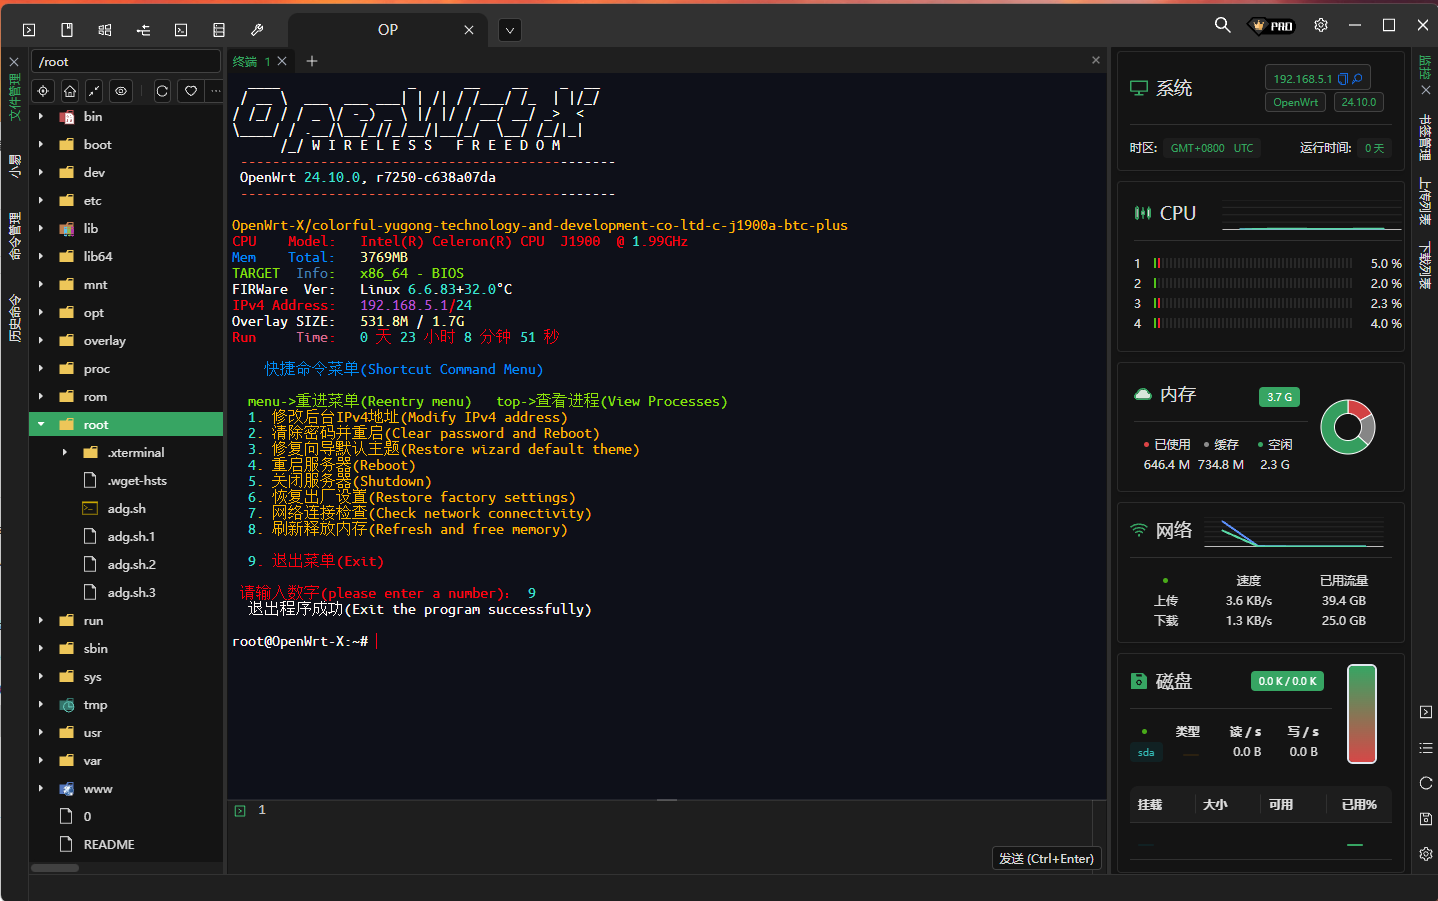 OP
PRO
/root
终端 1
文件管理
小易
命令管理
历史命令
bin
boot
dev
etc
lib
lib64
mnt
opt
overlay
proc
rom
root
.xterminal
.wget-hsts
adg.sh
adg.sh.1
adg.sh.2
adg.sh.3
run
sbin
sys
tmp
usr
var
www
0
README
W I R E L E S S   F R E E D O M
-----------------------------------------------
OpenWrt 24.10.0, r7250-c638a07da
-----------------------------------------------
OpenWrt-X/colorful-yugong-technology-and-development-co-ltd-c-j1900a-btc-plus
CPU    Model:   Intel(R) Celeron(R) CPU  J1900  @ 1.99GHz
Mem    Total:   3769MB
TARGET  Info:   x86_64 - BIOS
FIRWare  Ver:   Linux 6.6.83+32.0°C
IPv4 Address:   192.168.5.1/24
Overlay SIZE:   531.8M / 1.7G
Run     Time:   0 天 23 小时 8 分钟 51 秒
快捷命令菜单(Shortcut Command Menu)
menu->重进菜单(Reentry menu)   top->查看进程(View Processes)
1. 修改后台IPv4地址(Modify IPv4 address)
2. 清除密码并重启(Clear password and Reboot)
3. 修复向导默认主题(Restore wizard default theme)
4. 重启服务器(Reboot)
5. 关闭服务器(Shutdown)
6. 恢复出厂设置(Restore factory settings)
7. 网络连接检查(Check network connectivity)
8. 刷新释放内存(Refresh and free memory)
9. 退出菜单(Exit)
请输入数字(please enter a number):  9
退出程序成功(Exit the program successfully)
root@OpenWrt-X:~#
1
发送 (Ctrl+Enter)
系统
192.168.5.1
OpenWrt 24.10.0
时区: GMT+0800 UTC 运行时间: 0 天
CPU
1 5.0 %
2 2.0 %
3 2.3 %
4 4.0 %
内存 3.7 G
已使用 缓存 空闲
646.4 M 734.8 M 2.3 G
网络
速度 已用流量
上传 3.6 KB/s 39.4 GB
下载 1.3 KB/s 25.0 GB
磁盘 0.0 K / 0.0 K
类型 读 / s 写 / s
sda 0.0 B 0.0 B
挂载 大小 可用 已用%
监控
书签管理
上传列表
下载列表